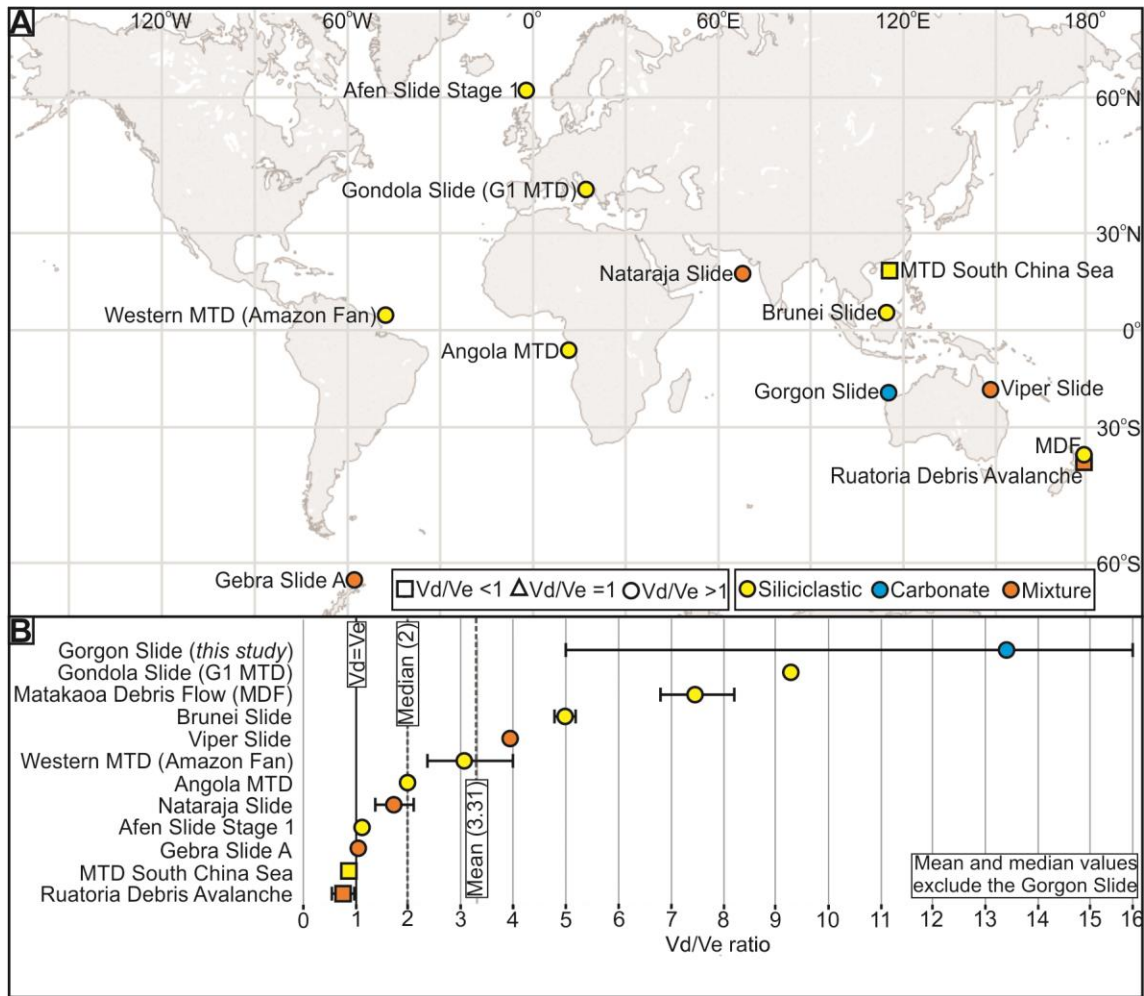 A
120°W
60°W
0°
60°E
120°E
180°
Afen Slide Stage 1
60°N
Gondola Slide (G1 MTD)
30°N
Nataraja Slide
MTD South China Sea
Western MTD (Amazon Fan)
Brunei Slide
0°
Angola MTD
Gorgon Slide
Viper Slide
30°S
MDF
Ruatoria Debris Avalanche
60°S
Gebra Slide A
Vd/Ve <1 Vd/Ve =1 Vd/Ve >1
Siliciclastic Carbonate Mixture
B
Gorgon Slide (this study)
Gondola Slide (G1 MTD)
Matakaoa Debris Flow (MDF)
Brunei Slide
Viper Slide
Western MTD (Amazon Fan)
Angola MTD
Nataraja Slide
Afen Slide Stage 1
Gebra Slide A
MTD South China Sea
Ruatoria Debris Avalanche
Vd=Ve
Median (2)
Mean (3.31)
Mean and median values
exclude the Gorgon Slide
0 1 2 3 4 5 6 7 8 9 10 11 12 13 14 15 16
Vd/Ve ratio